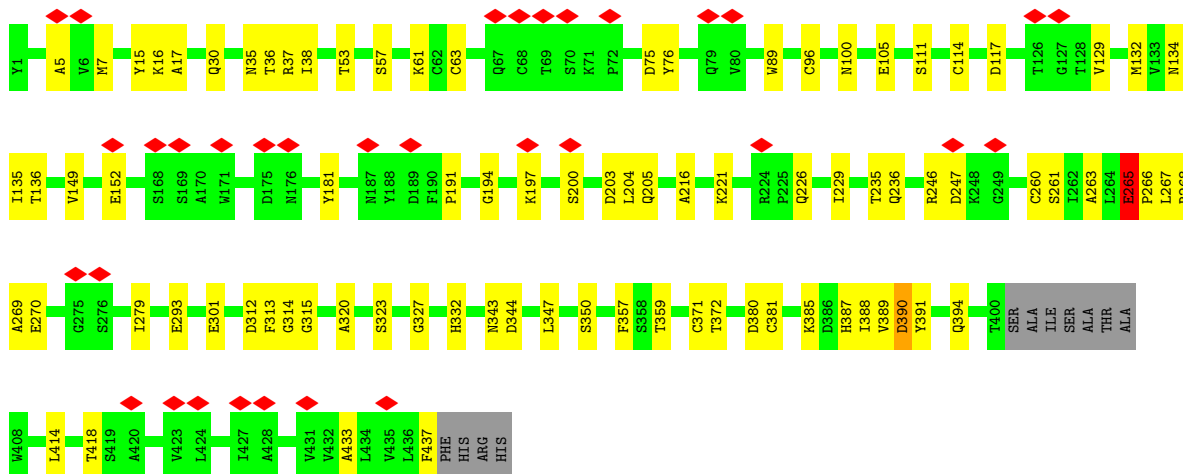 Y1 A5 V6 M7 Y15 K16 A17 Q30 N35 T36 R37 I38 T53 S57 K61 C62 C63 Q67 C68 T69 S70 K71 P72 D75 Y76 Q79 V80 W89 C96 N100 E105 S111 C114 D117 T126 G127 T128 V129 M132 V133 N134
I135 T136 V149 E152 S168 S169 A170 W171 D175 N176 Y181 N187 Y188 D189 F190 P191 G194 K197 S200 D203 L204 Q205 A216 K221 R224 P225 Q226 I229 T235 Q236 R246 D247 K248 G249 C260 S261 I262 A263 L264 E265 P266 L267
A269 E270 G275 S276 I279 E293 E301 D312 F313 G314 G315 A320 S323 G327 H332 N343 D344 L347 S350 F357 S358 T359 C371 T372 D380 C381 K385 D386 H387 I388 V389 D390 Y391 Q394 T400 SER ALA ILE SER ALA THR ALA
W408 L414 T418 S419 A420 V423 L424 I427 A428 V431 V432 A433 L434 V435 L436 F437 PHE HIS ARG HIS